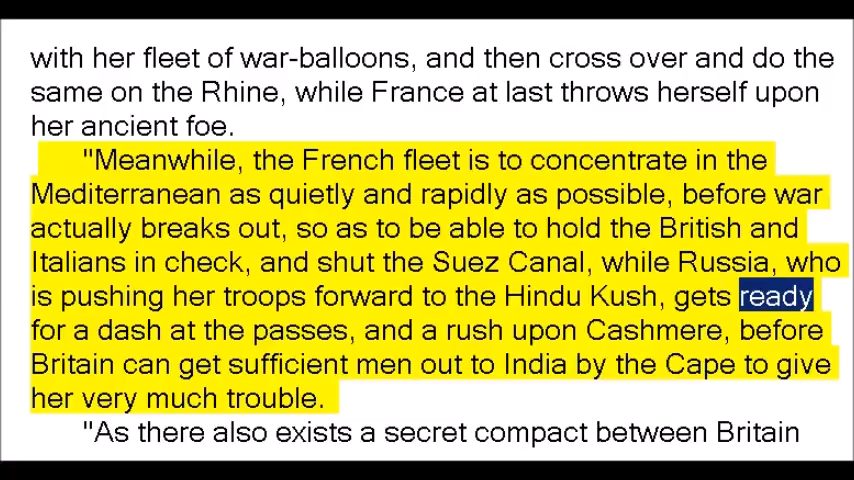 with her fleet of war-balloons, and then cross over and do the
same on the Rhine, while France at last throws herself upon
her ancient foe.
"Meanwhile, the French fleet is to concentrate in the
Mediterranean as quietly and rapidly as possible, before war
actually breaks out, so as to be able to hold the British and
Italians in check, and shut the Suez Canal, while Russia, who
is pushing her troops forward to the Hindu Kush, gets ready
for a dash at the passes, and a rush upon Cashmere, before
Britain can get sufficient men out to India by the Cape to give
her very much trouble.
"As there also exists a secret compact between Britain